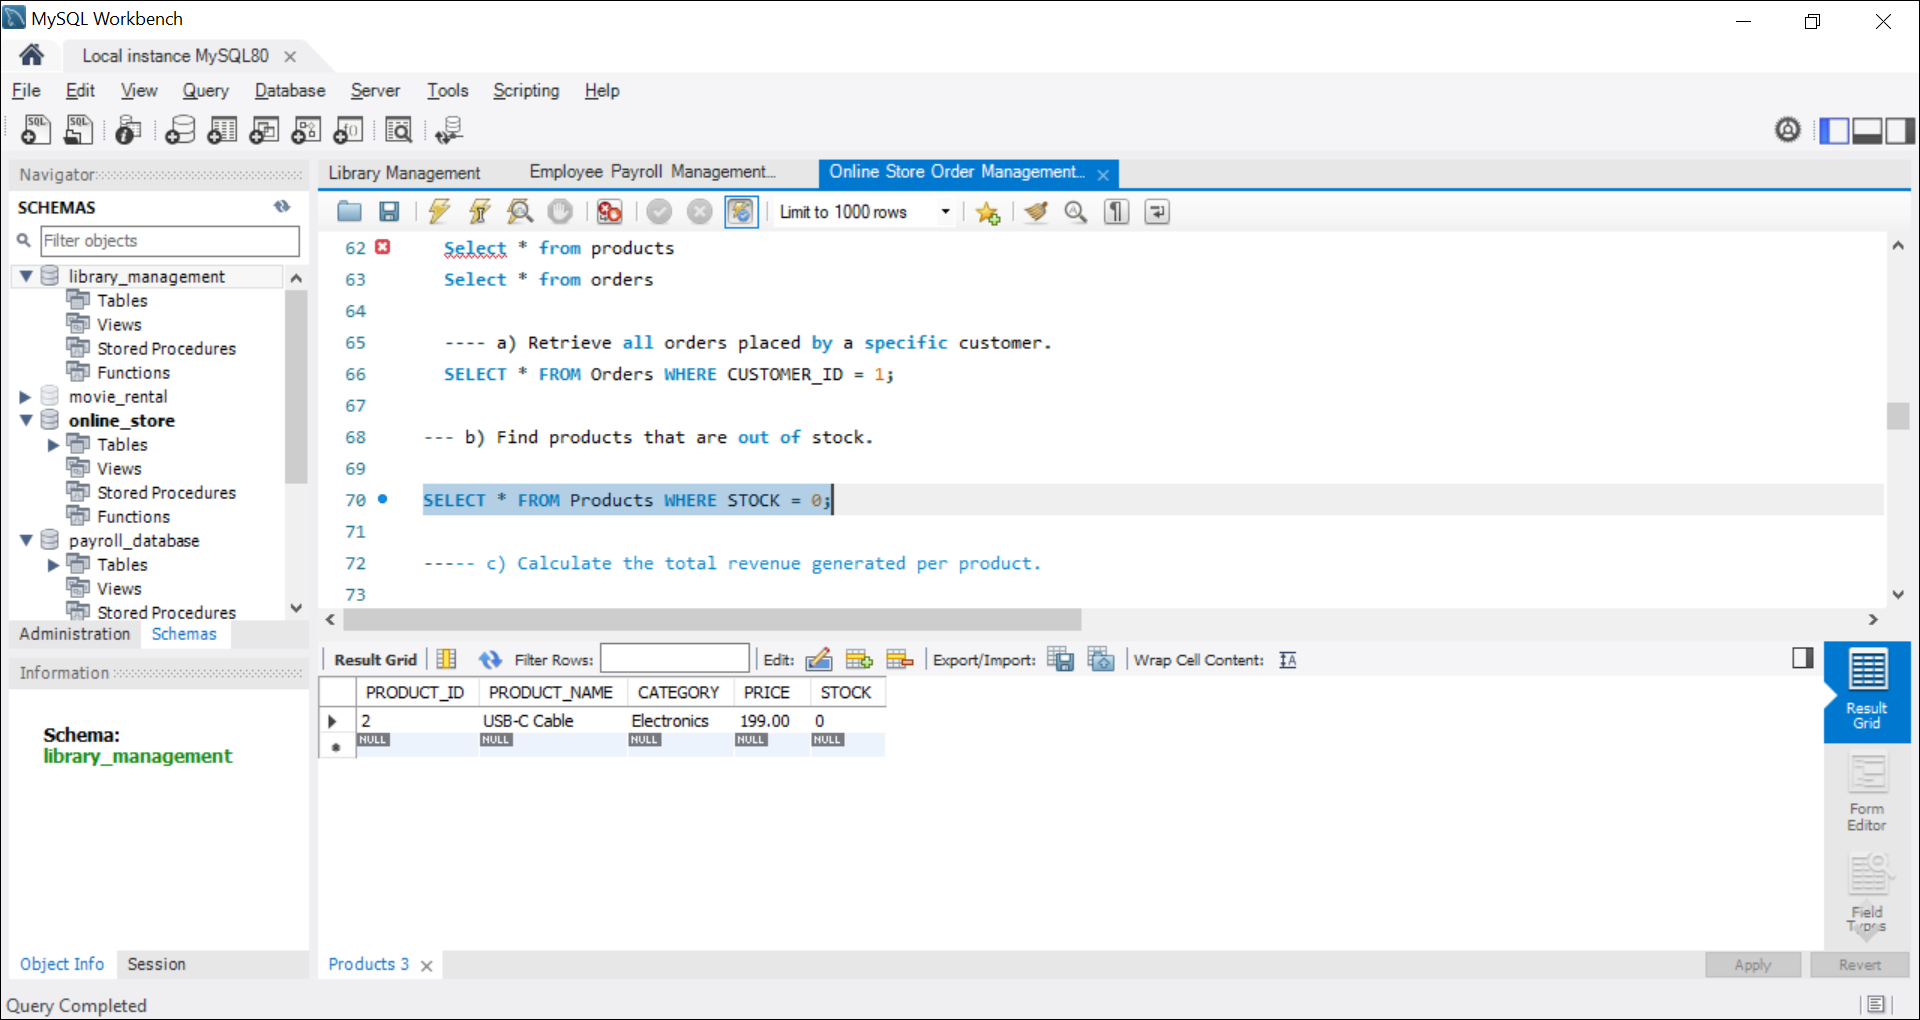 MySQL Workbench
Local instance MySQL80
File Edit View Query Database Server Tools Scripting Help
SQL SQL
Navigator
SCHEMAS
Filter objects
library_management
Tables
Views
Stored Procedures
Functions
movie_rental
online_store
Tables
Views
Stored Procedures
Functions
payroll_database
Tables
Views
Stored Procedures
Administration Schemas
Information
Schema:
library_management
Object Info Session
Library Management Employee Payroll Management... Online Store Order Management...
Limit to 1000 rows
62 Select * from products
63 Select * from orders
64
65 ---- a) Retrieve all orders placed by a specific customer.
66 SELECT * FROM Orders WHERE CUSTOMER_ID = 1;
67
68 --- b) Find products that are out of stock.
69
70 SELECT * FROM Products WHERE STOCK = 0;
71
72 ----- c) Calculate the total revenue generated per product.
73
Result Grid Filter Rows: Edit: Export/Import: Wrap Cell Content:
PRODUCT_ID PRODUCT_NAME CATEGORY PRICE STOCK
2 USB-C Cable Electronics 199.00 0
NULL NULL NULL NULL NULL
Result
Grid
Form
Editor
Field
Types
Products 3
Apply Revert
Query Completed